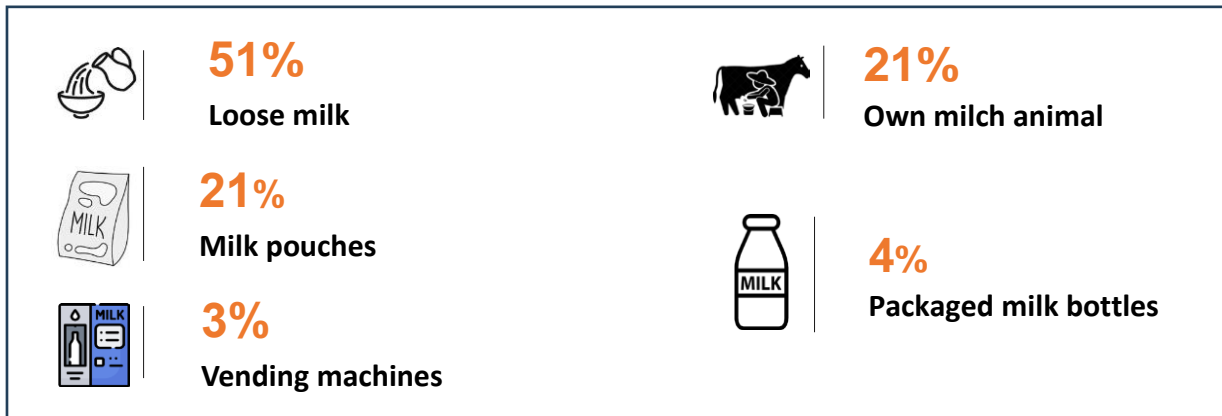 51%
Loose milk
MILK
21%
Milk pouches
MILK
3%
Vending machines
21%
Own milch animal
MILK
4%
Packaged milk bottles